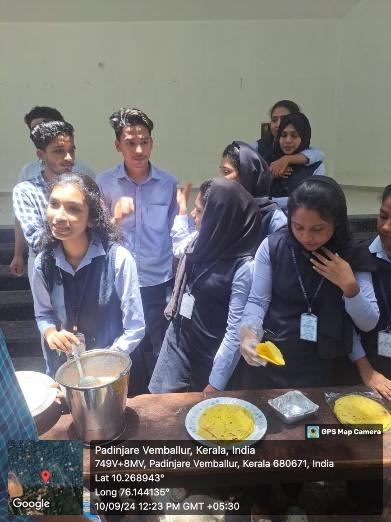 GPS Map Camera
Padinjare Vemballur, Kerala, India
749V+8MV, Padinjare Vemballur, Kerala 680671, India
Lat 10.268943°
Long 76.144135°
10/09/24 12:23 PM GMT +05:30
Google